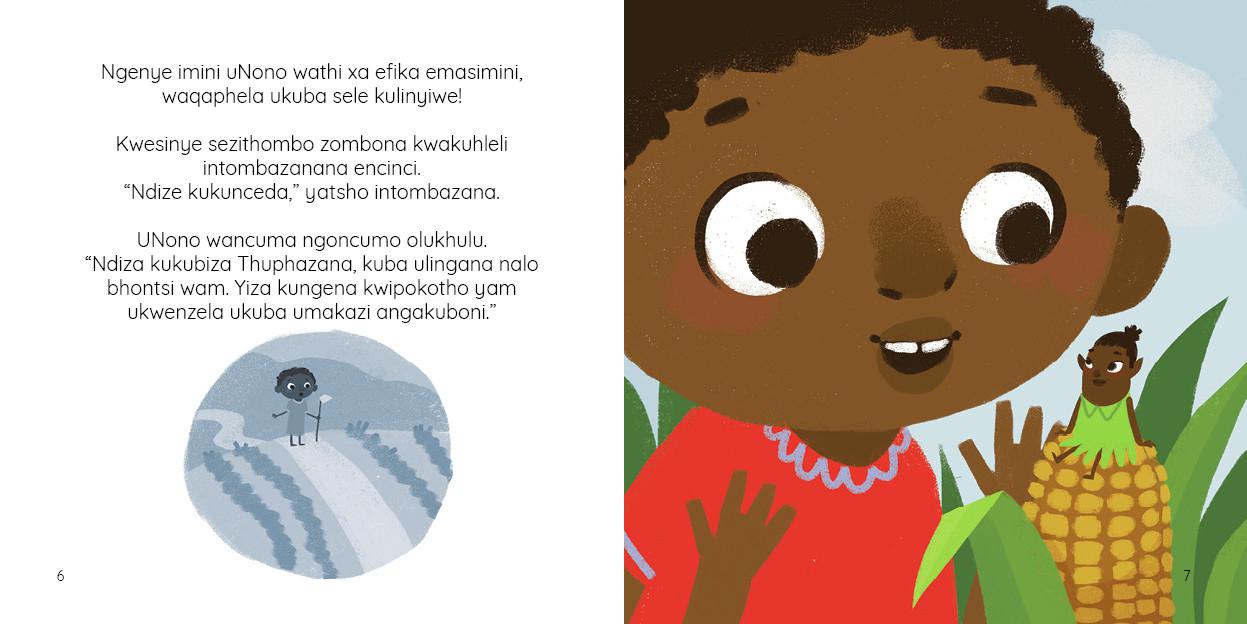 Ngenye imini uNono wathi xa efika emasimini,
waqaphela ukuba sele kulinyiwe!
Kwesinye sezithombo zombona kwakuhleli
intombazanana encinci.
“Ndize kukunceda,” yatsho intombazana.
UNono wancuma ngoncumo olukhulu.
“Ndiza kukubiza Thuphazana, kuba ulingana nalo
bhontsi wam. Yiza kungena kwipokotho yam
ukwenzela ukuba umakazi angakuboni.”
6
7